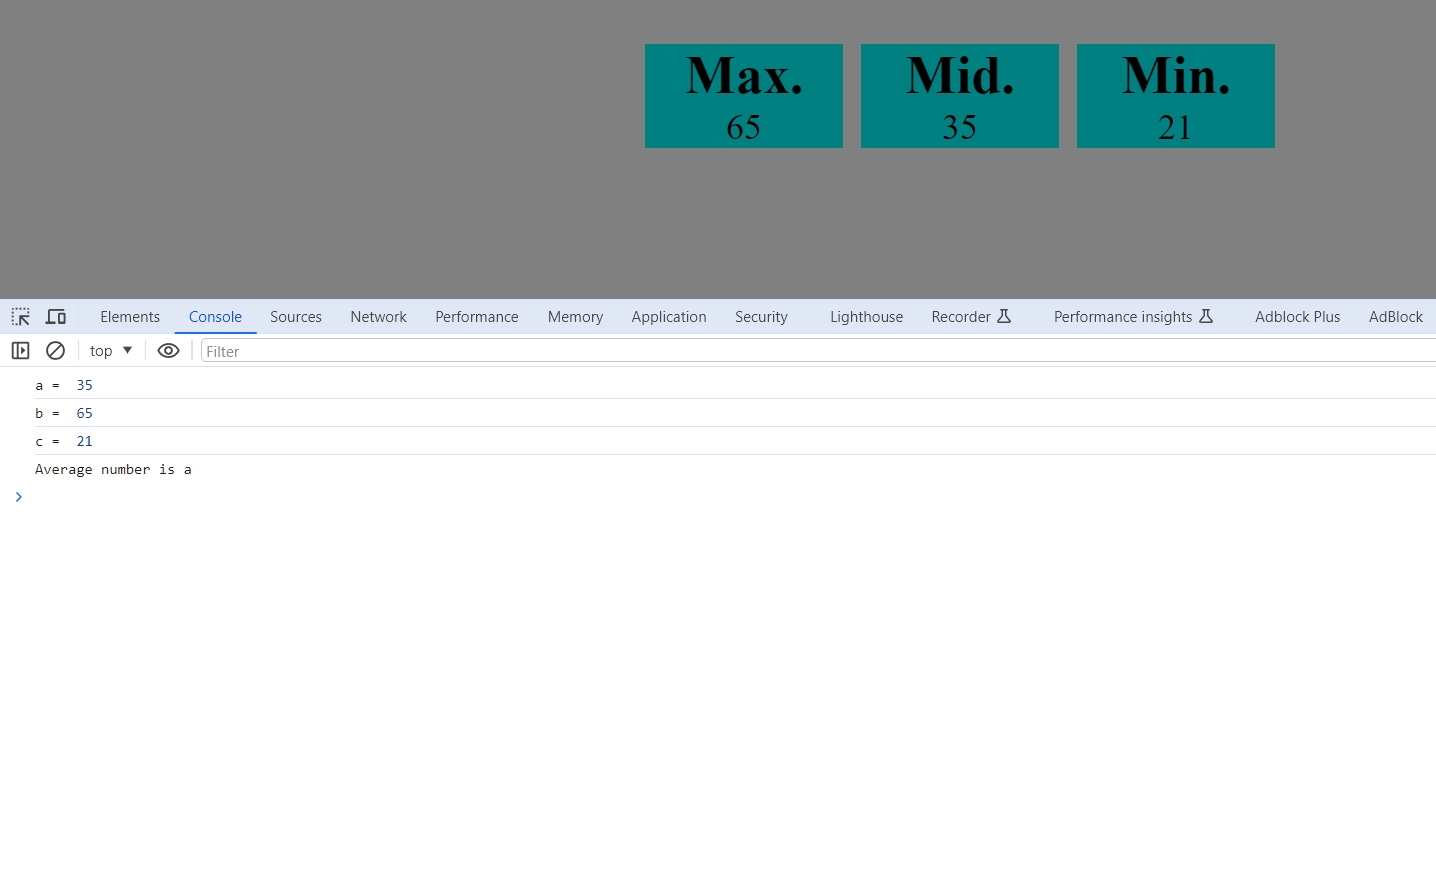 Max. Mid. Min.
65 35 21
Elements Console Sources Network Performance Memory Application Security Lighthouse Recorder Performance insights Adblock Plus AdBlock
top Filter
a = 35
b = 65
c = 21
Average number is a